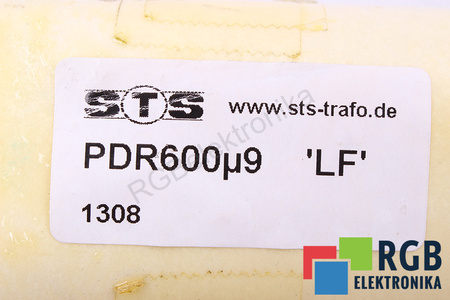 STS www.sts-trafo.de
PDR600µ9 'LF'
1308
RGB elektronika
RGB
ELEKTRONIKA